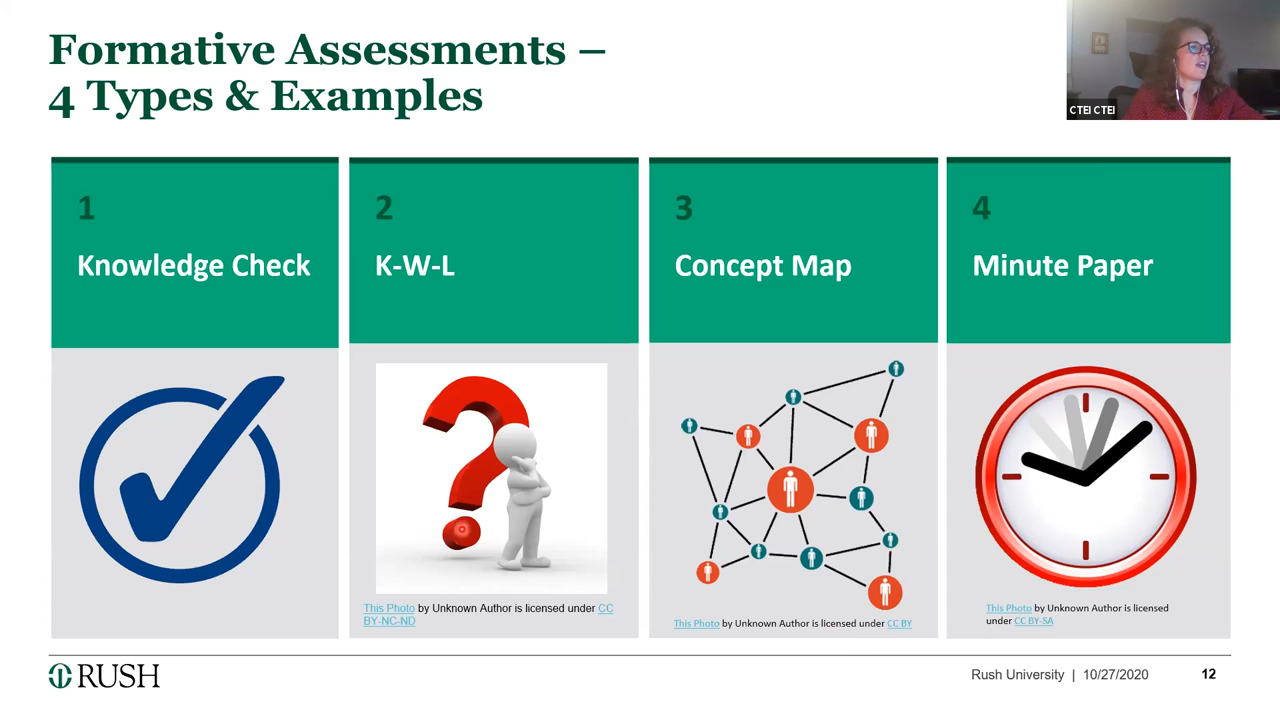 Formative Assessments –
4 Types & Examples
CTEI CTEI
1
Knowledge Check
2
K-W-L
3
Concept Map
4
Minute Paper
This Photo by Unknown Author is licensed under CC
BY-NC-ND
This Photo by Unknown Author is licensed under CC BY
This Photo by Unknown Author is licensed
under CC BY-SA
RUSH
Rush University | 10/27/2020
12